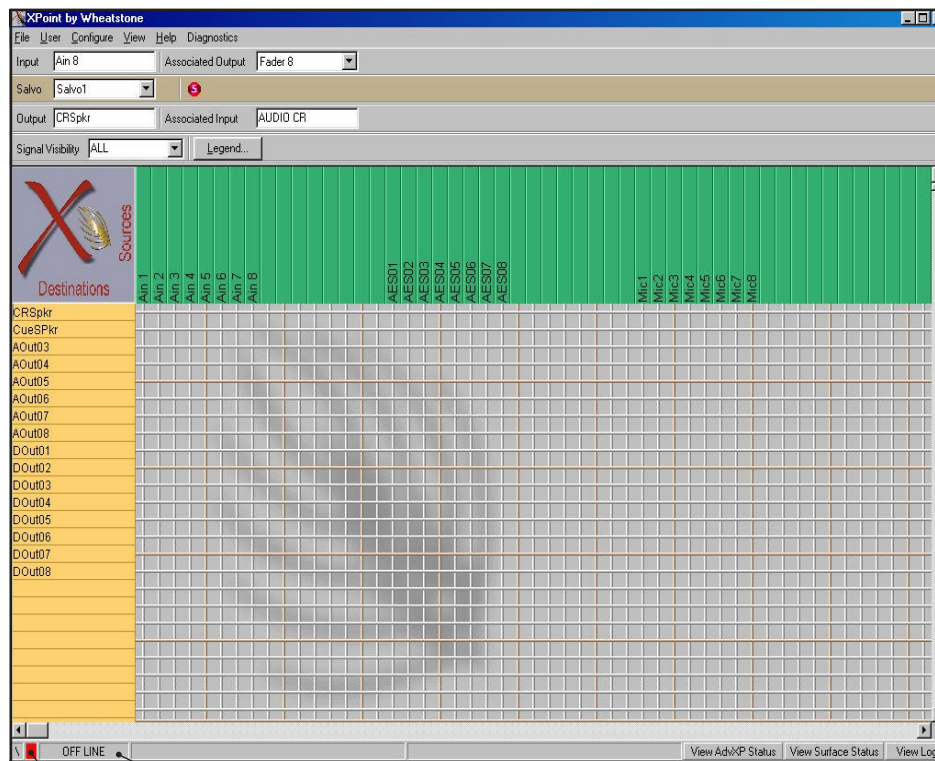 XPoint by Wheatstone
File User Configure View Help Diagnostics
Input Ain 8 Associated Output Fader 8
Salvo Salvo1 S
Output CRSpkr Associated Input AUDIO CR
Signal Visibility ALL Legend...
X
Sources
Destinations
Ain 1
Ain 2
Ain 3
Ain 4
Ain 5
Ain 6
Ain 7
Ain 8
AES01
AES02
AES03
AES04
AES05
AES06
AES07
AES08
Mic1
Mic2
Mic3
Mic4
Mic5
Mic6
Mic7
Mic8
CRSpkr
CueSPkr
AOut03
AOut04
AOut05
AOut06
AOut07
AOut08
DOut01
DOut02
DOut03
DOut04
DOut05
DOut06
DOut07
DOut08
\ OFF LINE View AdvXP Status View Surface Status View Log